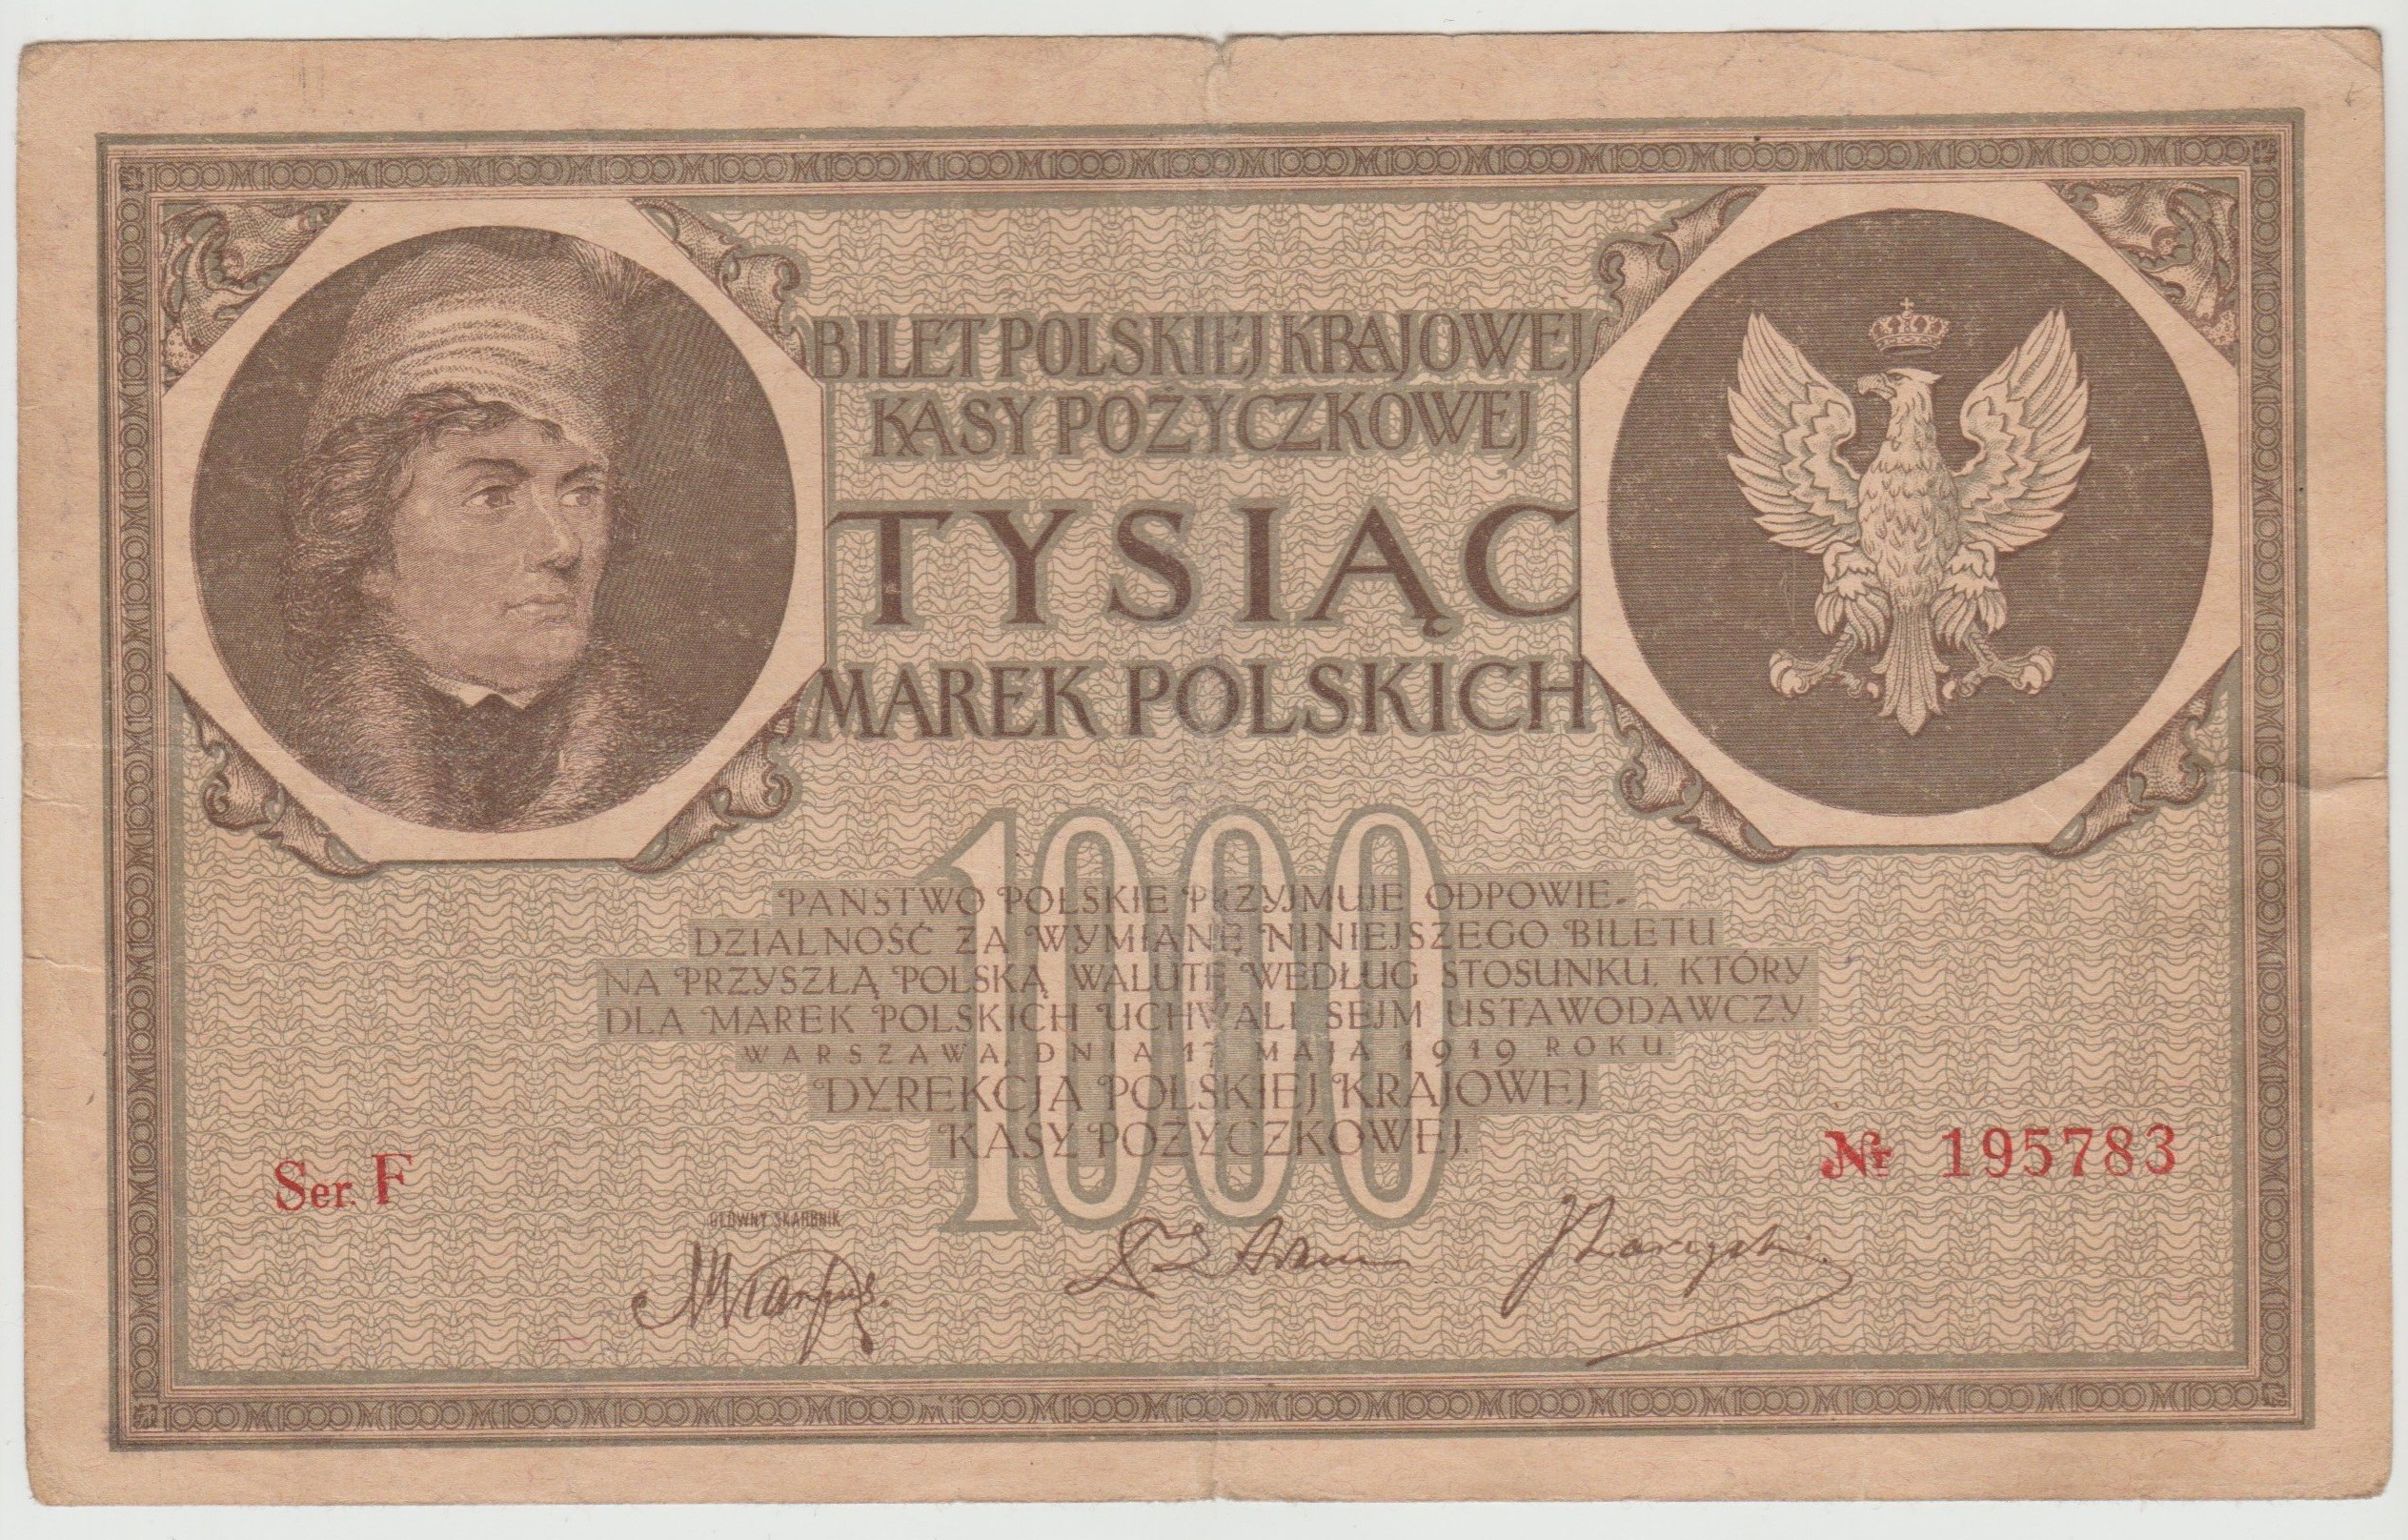 BILET POLSKIEJ KRAJOWEJ
KASY POŻYCZKOWEJ
TYSIĄC
MAREK POLSKICH
1000
PAŃSTWO POLSKIE PRZYJMUJE ODPOWIE-
DZIALNOŚĆ ZA WYMIANĘ NINIEJSZEGO BILETU
NA PRZYSZŁĄ POLSKĄ WALUTĘ WEDŁUG STOSUNKU, KTÓRY
DLA MAREK POLSKICH UCHWALI SEJM USTAWODAWCZY.
WARSZAWA, DNIA 17 MAJA 1919 ROKU.
DYREKCJA POLSKIEJ KRAJOWEJ
KASY POŻYCZKOWEJ.
Ser. F
Nr 195783
GŁÓWNY SKARBNIK